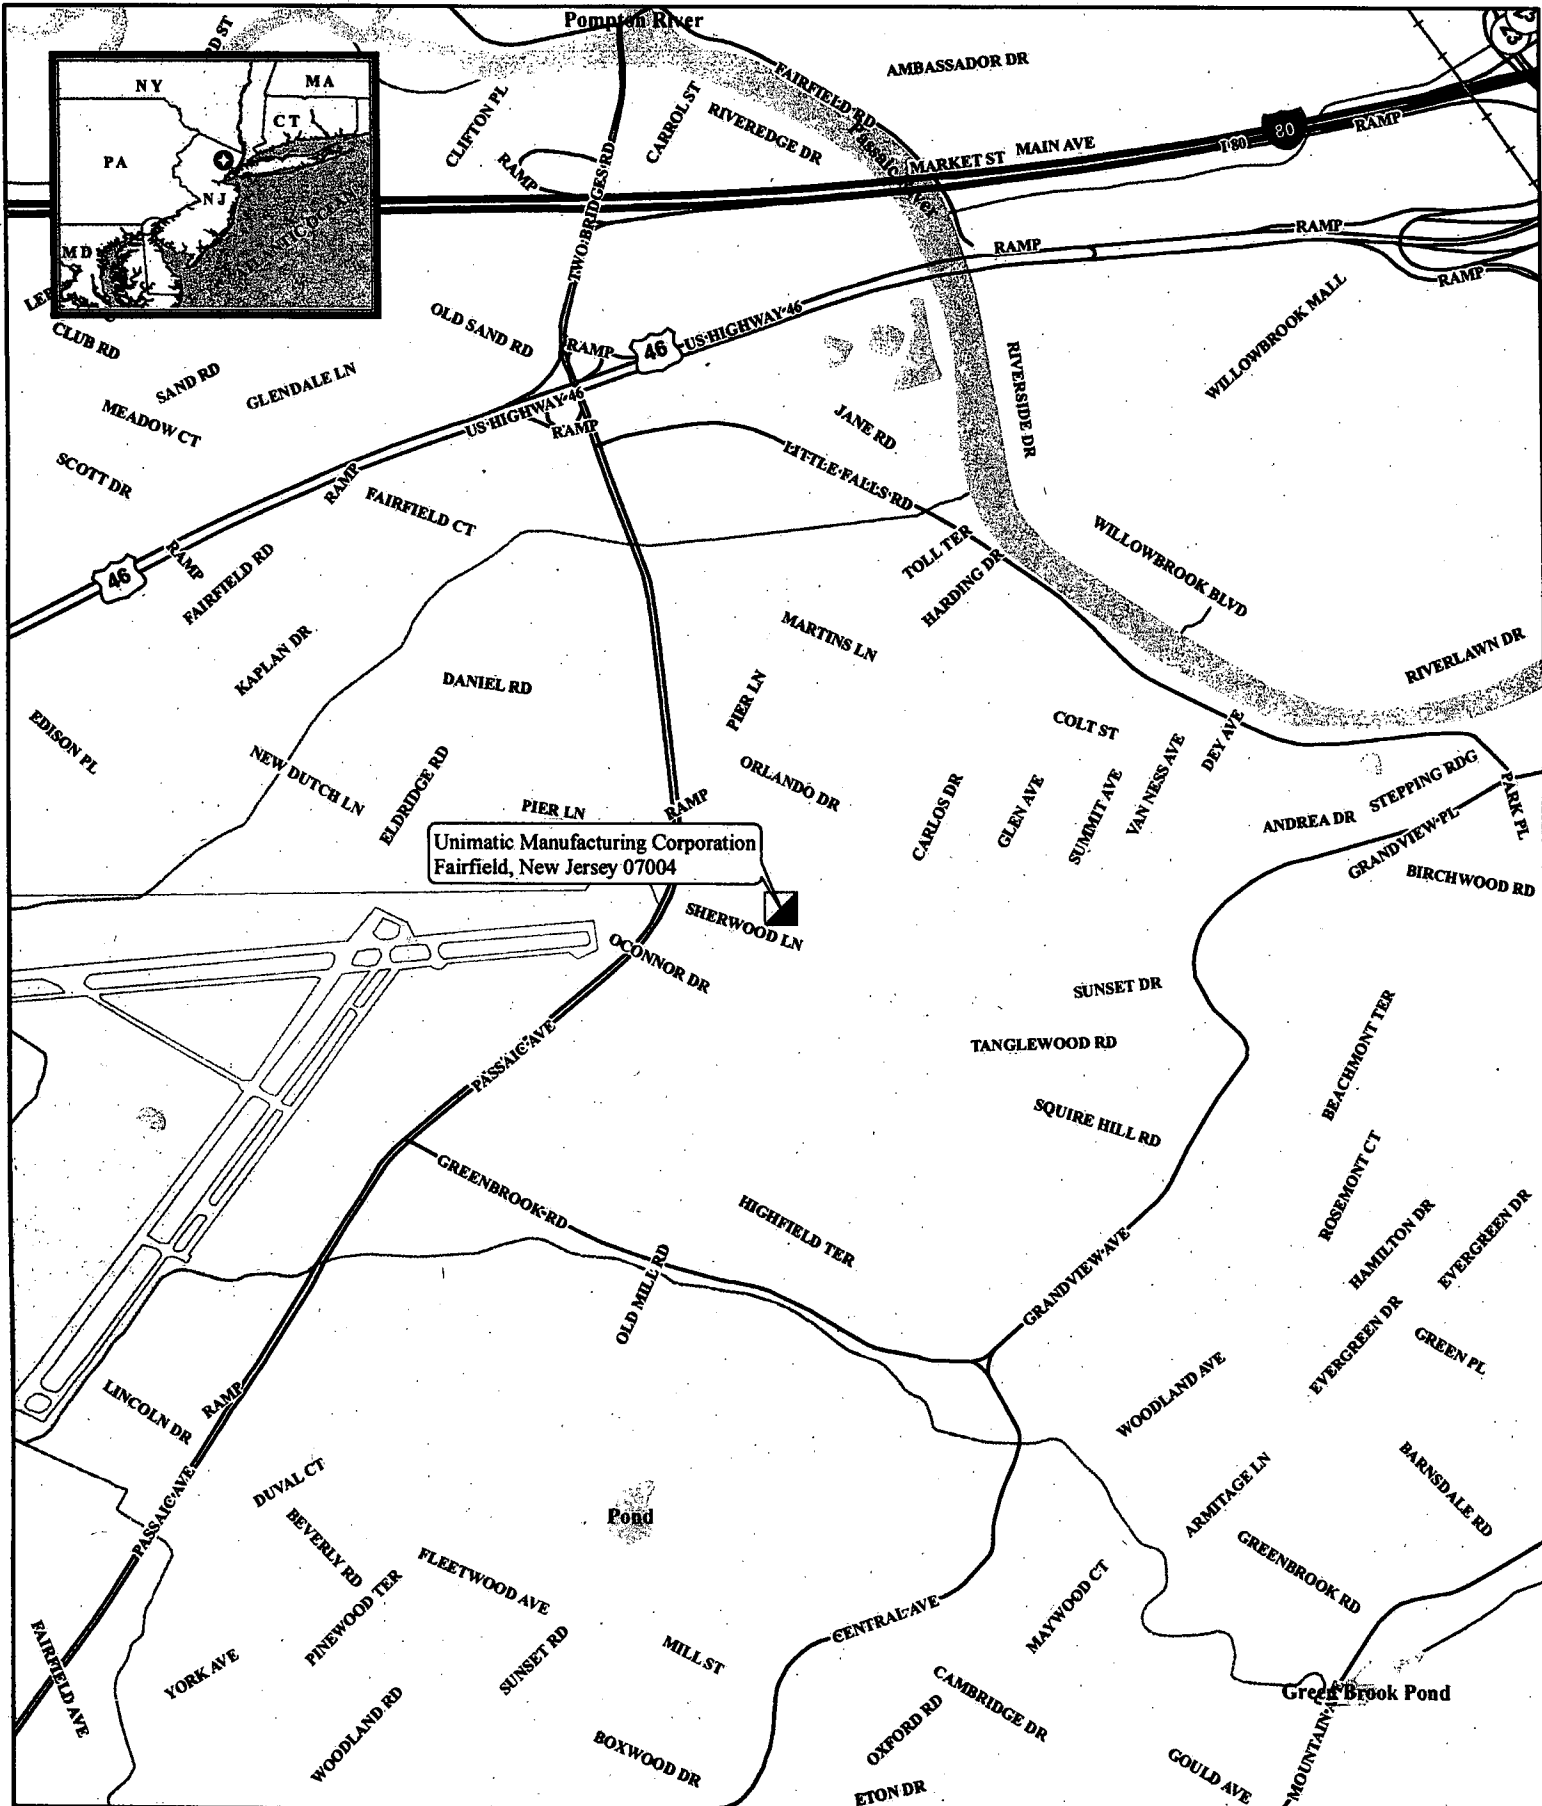 Pompton River
RD ST
NY
MA
CT
PA
NJ
MD
CLIFTON PL
CARROL ST
FAIRFIELD RD
AMBASSADOR DR
RIVEREDGE DR
RAMP
TWO BRIDGES RD
Passaic River
MARKET ST
MAIN AVE
I 80
80
RAMP
23
RAMP
RAMP
RAMP
CLUB RD
SAND RD
GLENDALE LN
MEADOW CT
SCOTT DR
OLD SAND RD
RAMP
46
US HIGHWAY 46
US HIGHWAY 46
RAMP
RAMP
FAIRFIELD CT
JANE RD
LITTLE FALLS RD
RIVERSIDE DR
WILLOWBROOK MALL
46
RAMP
FAIRFIELD RD
TOLL TER
HARDING DR
WILLOWBROOK BLVD
KAPLAN DR
MARTINS LN
RIVERLAWN DR
EDISON PL
DANIEL RD
PIER LN
COLT ST
DEY AVE
NEW DUTCH LN
ELDRIDGE RD
ORLANDO DR
CARLOS DR
GLEN AVE
SUMMIT AVE
VAN NESS AVE
STEPPING RDG
PARK PL
PIER LN
RAMP
ANDREA DR
GRANDVIEW PL
BIRCHWOOD RD
Unimatic Manufacturing Corporation
Fairfield, New Jersey 07004
SHERWOOD LN
OCONNOR DR
SUNSET DR
PASSAIC AVE
TANGLEWOOD RD
BEACHMONT TER
SQUIRE HILL RD
GREENBROOK RD
HIGHFIELD TER
ROSEMONT CT
HAMILTON DR
EVERGREEN DR
OLD MILL RD
GRANDVIEW AVE
EVERGREEN DR
GREEN PL
LINCOLN DR
RAMP
WOODLAND AVE
PASSAIC AVE
DUVAL CT
Pond
ARMITAGE LN
BARNSDALE RD
BEVERLY RD
PINEWOOD TER
FLEETWOOD AVE
GREENBROOK RD
FAIRFIELD AVE
YORK AVE
SUNSET RD
MILL ST
CENTRAL AVE
MAYWOOD CT
Green Brook Pond
WOODLAND RD
BOXWOOD DR
OXFORD RD
CAMBRIDGE DR
ETON DR
GOULD AVE
MOUNTAIN AVE